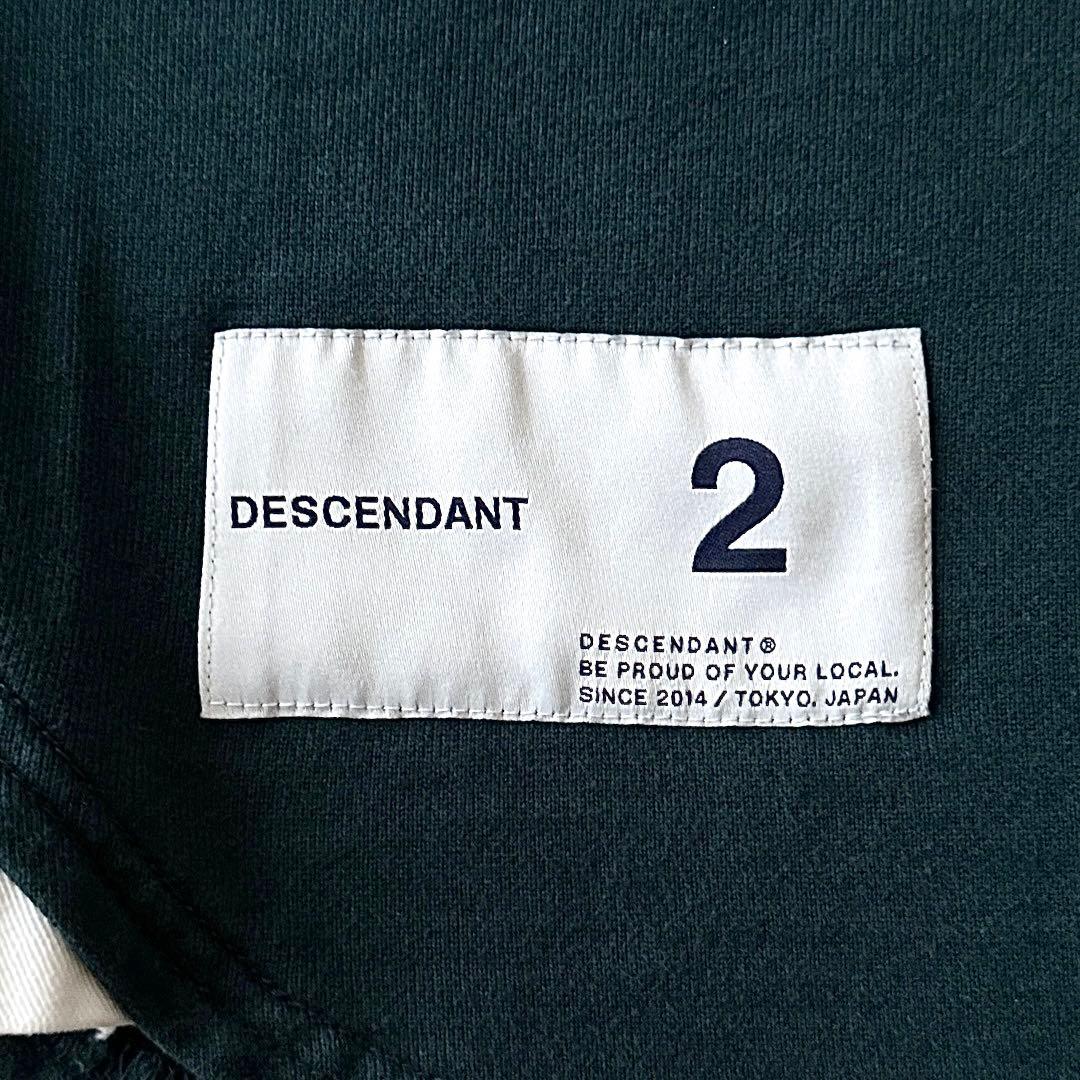 DESCENDANT
2
DESCENDANT®
BE PROUD OF YOUR LOCAL.
SINCE 2014 / TOKYO. JAPAN